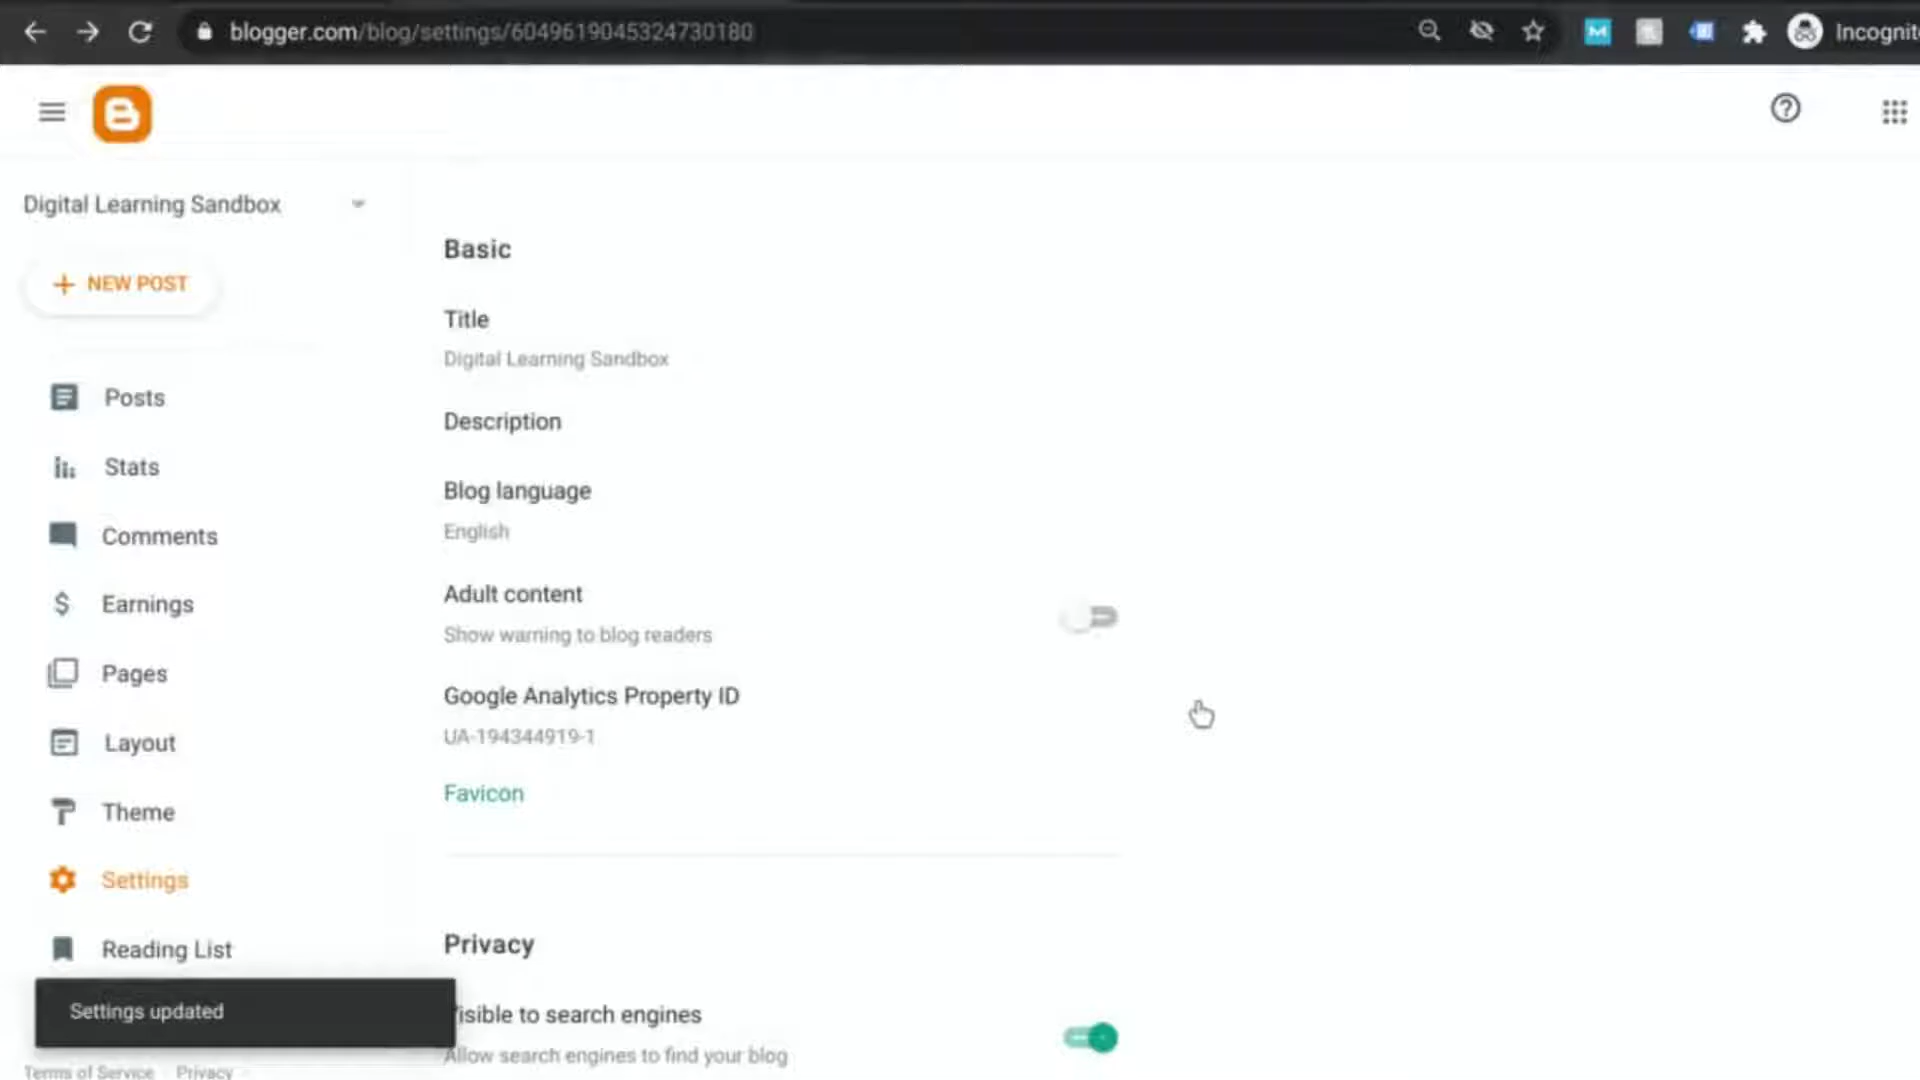 blogger.com/blog/settings/6049619045324730180
Incognit
Digital Learning Sandbox
NEW POST
Posts
Stats
Comments
Earnings
Pages
Layout
Theme
Settings
Reading List
Settings updated
Terms of Service Privacy
Basic
Title
Digital Learning Sandbox
Description
Blog language
English
Adult content
Show warning to blog readers
Google Analytics Property ID
UA-194344919-1
Favicon
Privacy
isible to search engines
Allow search engines to find your blog